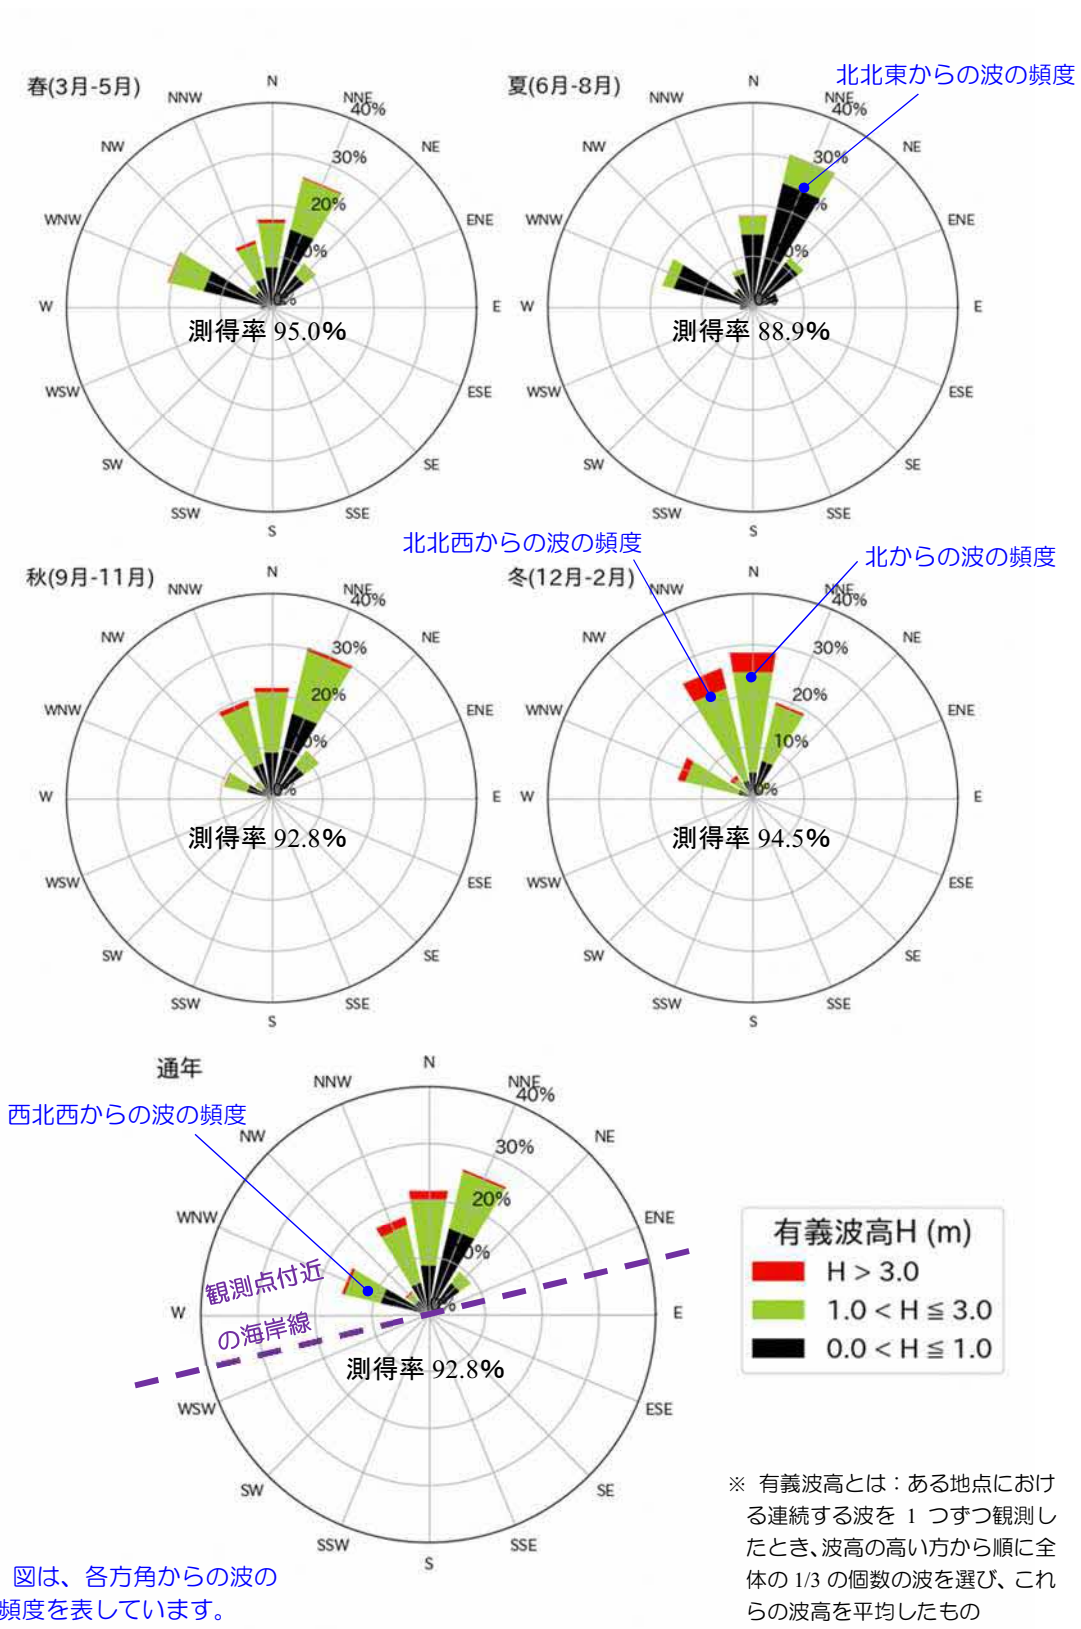 春(3月-5月)
N
NNE
40%
30%
20%
0%
0%
NNW
NW
NE
WNW
ENE
W
E
測得率 95.0%
WSW
ESE
SW
SE
SSW
SSE
S
夏(6月-8月)
北北東からの波の頻度
N
NNE
40%
30%
%
0%
NNW
NW
NE
WNW
ENE
W
E
測得率 88.9%
WSW
ESE
SW
SE
SSW
SSE
S
秋(9月-11月)
N
NNE
40%
30%
20%
0%
0%
NNW
NW
NE
WNW
ENE
W
E
測得率 92.8%
WSW
ESE
SW
SE
SSW
SSE
S
北北西からの波の頻度
北からの波の頻度
冬(12月-2月)
N
NNE
40%
30%
20%
10%
0%
NNW
NW
NE
WNW
ENE
W
E
測得率 94.5%
WSW
ESE
SW
SE
SSW
SSE
S
通年
西北西からの波の頻度
N
NNE
40%
30%
20%
0%
%
NNW
NW
NE
WNW
ENE
W
E
観測点付近
の海岸線
測得率 92.8%
WSW
ESE
SW
SE
SSW
SSE
S
有義波高H (m)
H > 3.0
1.0 < H ≦ 3.0
0.0 < H ≦ 1.0
※ 有義波高とは：ある地点におけ
る連続する波を 1 つずつ観測し
たとき、波高の高い方から順に全
体の 1/3 の個数の波を選び、これ
らの波高を平均したもの
図は、各方角からの波の
頻度を表しています。